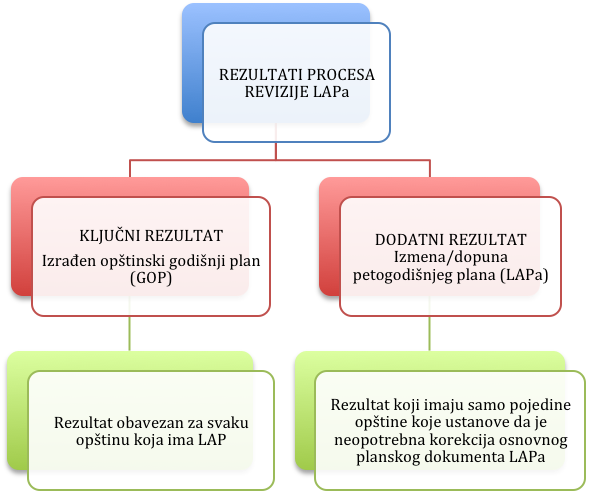 REZULTATI PROCESA
REVIZIJE LAPa
KLJUČNI REZULTAT
Izrađen opštinski godišnji plan
(GOP)
DODATNI REZULTAT
Izmena/dopuna
petogodišnjeg plana (LAPa)
Rezultat obavezan za svaku
opštinu koja ima LAP
Rezultat koji imaju samo pojedine
opštine koje ustanove da je
neopotrebna korekcija osnovnog
planskog dokumenta LAPa